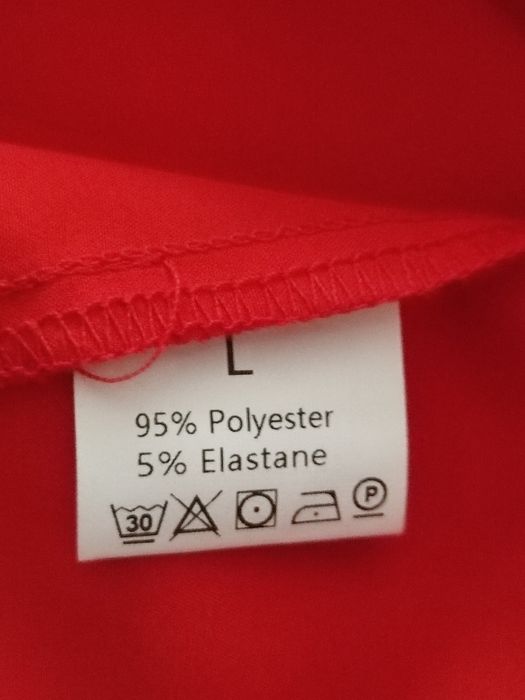 L
95% Polyester
5% Elastane
30 P